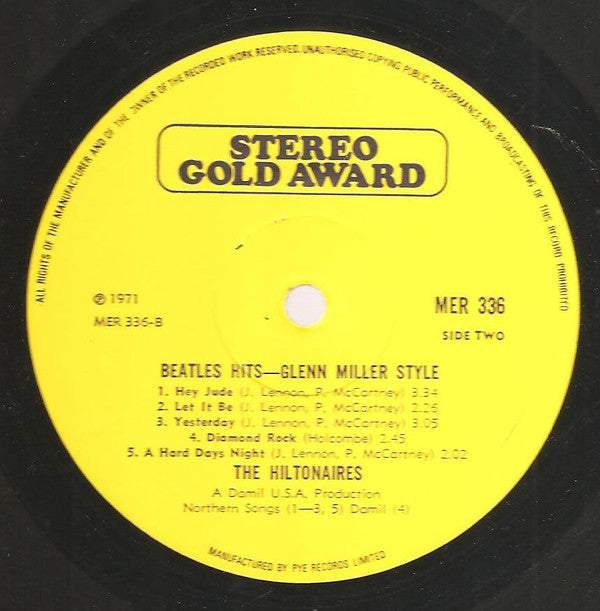 ALL RIGHTS OF THE MANUFACTURER AND OF THE OWNER OF THE RECORDED WORK RESERVED. UNAUTHORISED COPYING PUBLIC PERFORMANCE AND BROADCASTING OF THIS RECORD PROHIBITED
STEREO
GOLD AWARD
℗ 1971
MER 336-B
MER 336
SIDE TWO
BEATLES HITS—GLENN MILLER STYLE
1. Hey Jude (J. Lennon, P. McCartney) 3.34
2. Let It Be (J. Lennon, P. McCartney) 2.26
3. Yesterday (J. Lennon, P. McCartney) 3.05
4. Diamond Rock (Holcombe) 2.45
5. A Hard Days Night (J. Lennon, P. McCartney) 2.02
THE HILTONAIRES
A Damil U.S.A. Production
Northern Songs (1—3, 5) Damil (4)
MANUFACTURED BY PYE RECORDS LIMITED